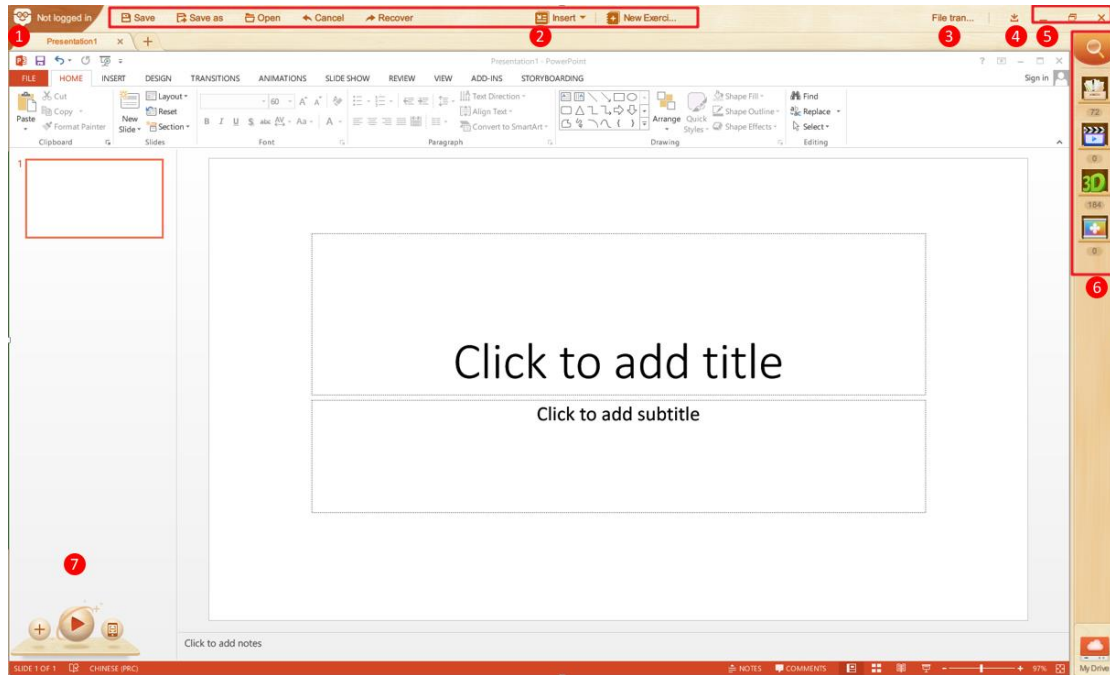 Not logged in Save Save as Open Cancel Recover Insert New Exerci... File tran...
1 2 3 4 5
Presentation1 × +
Presentation1 - PowerPoint ?
FILE HOME INSERT DESIGN TRANSITIONS ANIMATIONS SLIDE SHOW REVIEW VIEW ADD-INS STORYBOARDING Sign in
Paste
Cut
Copy
Format Painter
Clipboard
New
Slide
Layout
Reset
Section
Slides
60 A A
B I U S abc AV Aa A
Font
Text Direction
Align Text
Convert to SmartArt
Paragraph
Arrange
Quick
Styles
Shape Fill
Shape Outline
Shape Effects
Drawing
Find
Replace
Select
Editing
72
0
3D
184
0
6
1
Click to add title
Click to add subtitle
7
Click to add notes
SLIDE 1 OF 1 CHINESE (PRC) NOTES COMMENTS - + 97%
My Drive